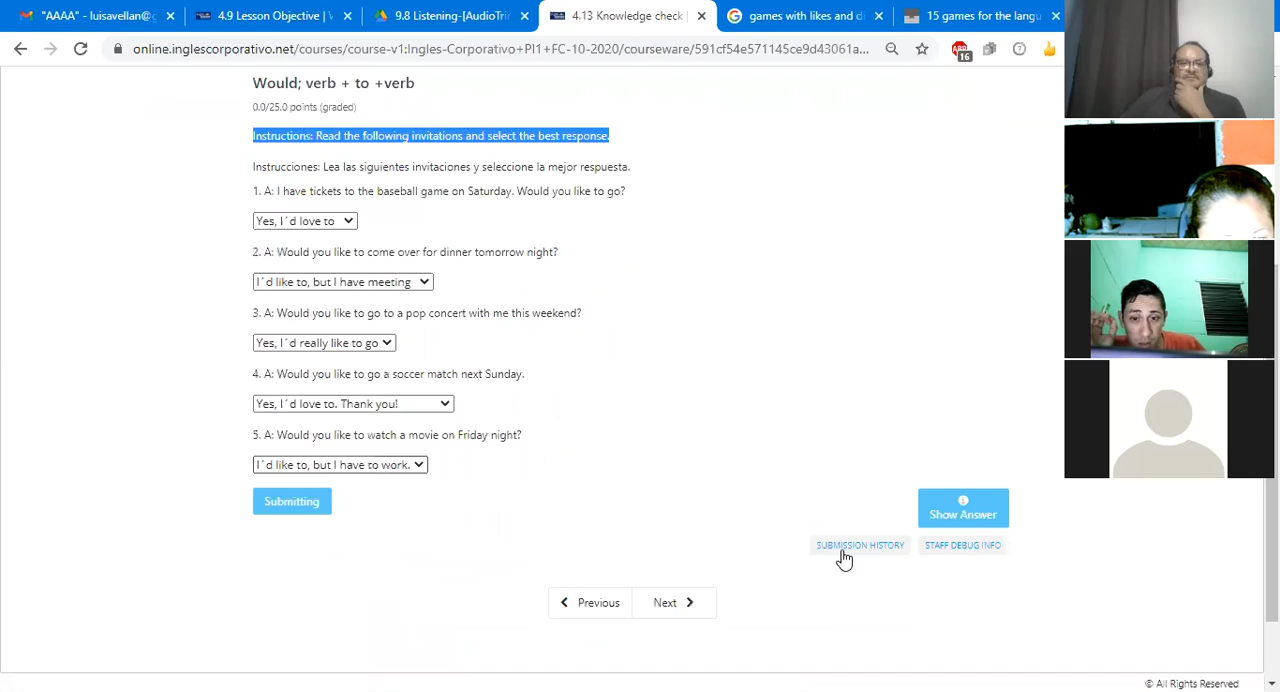 "AAAA" - luisavellan@g
4.9 Lesson Objective | V
9.8 Listening-[AudioTrir
4.13 Knowledge check |
games with likes and di
15 games for the langu
online.inglescorporativo.net/courses/course-v1:Ingles-Corporativo+PI1+FC-10-2020/courseware/591cf54e571145ce9d43061a...
16
Would; verb + to +verb
0.0/25.0 points (graded)
Instructions: Read the following invitations and select the best response.
Instrucciones: Lea las siguientes invitaciones y seleccione la mejor respuesta.
1. A: I have tickets to the baseball game on Saturday. Would you like to go?
Yes, I´d love to
2. A: Would you like to come over for dinner tomorrow night?
I´d like to, but I have meeting
3. A: Would you like to go to a pop concert with me this weekend?
Yes, I´d really like to go
4. A: Would you like to go a soccer match next Sunday.
Yes, I´d love to. Thank you!
5. A: Would you like to watch a movie on Friday night?
I´d like to, but I have to work.
Submitting
Show Answer
SUBMISSION HISTORY
STAFF DEBUG INFO
Previous
Next
© All Rights Reserved